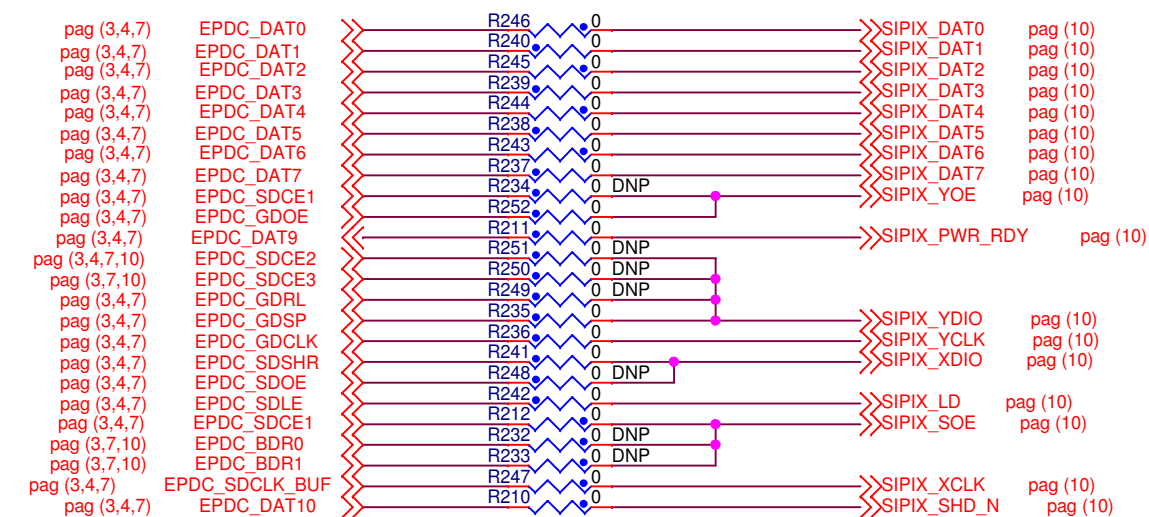 pag (3,4,7) EPDC_DAT0 R246 0 SIPIX_DAT0 pag (10)
pag (3,4,7) EPDC_DAT1 R240 0 SIPIX_DAT1 pag (10)
pag (3,4,7) EPDC_DAT2 R245 0 SIPIX_DAT2 pag (10)
pag (3,4,7) EPDC_DAT3 R239 0 SIPIX_DAT3 pag (10)
pag (3,4,7) EPDC_DAT4 R244 0 SIPIX_DAT4 pag (10)
pag (3,4,7) EPDC_DAT5 R238 0 SIPIX_DAT5 pag (10)
pag (3,4,7) EPDC_DAT6 R243 0 SIPIX_DAT6 pag (10)
pag (3,4,7) EPDC_DAT7 R237 0 SIPIX_DAT7 pag (10)
pag (3,4,7) EPDC_SDCE1 R234 0 DNP SIPIX_YOE pag (10)
pag (3,4,7) EPDC_GDOE R252 0
pag (3,4,7) EPDC_DAT9 R211 0 SIPIX_PWR_RDY pag (10)
pag (3,4,7,10) EPDC_SDCE2 R251 0 DNP
pag (3,7,10) EPDC_SDCE3 R250 0 DNP
pag (3,4,7) EPDC_GDRL R249 0 DNP
pag (3,4,7) EPDC_GDSP R235 0 SIPIX_YDIO pag (10)
pag (3,4,7) EPDC_GDCLK R236 0 SIPIX_YCLK pag (10)
pag (3,4,7) EPDC_SDSHR R241 0 SIPIX_XDIO pag (10)
pag (3,4,7) EPDC_SDOE R248 0 DNP
pag (3,4,7) EPDC_SDLE R242 0 SIPIX_LD pag (10)
pag (3,4,7) EPDC_SDCE1 R212 0 SIPIX_SOE pag (10)
pag (3,7,10) EPDC_BDR0 R232 0 DNP
pag (3,7,10) EPDC_BDR1 R233 0 DNP
pag (3,4,7) EPDC_SDCLK_BUF R247 0 SIPIX_XCLK pag (10)
pag (3,4,7) EPDC_DAT10 R210 0 SIPIX_SHD_N pag (10)